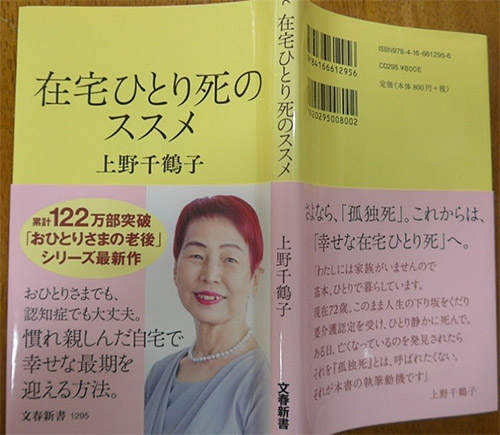 在宅ひとり死の
ススメ
上野千鶴子
累計122万部突破
「おひとりさまの老後」
シリーズ最新作
おひとりさまでも、
認知症でも大丈夫。
慣れ親しんだ自宅で
幸せな最期を
迎える方法。
文春新書 1295
在宅ひとり死のススメ
上野千鶴子
文春新書
9784166612956
1920295008002
ISBN978-4-16-661295-6
C0295 ¥800E
定価(本体800円+税)
さよなら、「孤独死」。これからは、
「幸せな在宅ひとり死」へ。
「わたしには家族がいませんので
基本、ひとりで暮らしています。
現在72歳。このまま人生の下り坂をくだり
要介護認定を受け、ひとり静かに死んで。
ある日、亡くなっているのを発見されたら
それを『孤独死』とは、呼ばれたくない。
それが本書の執筆動機です」
上野千鶴子